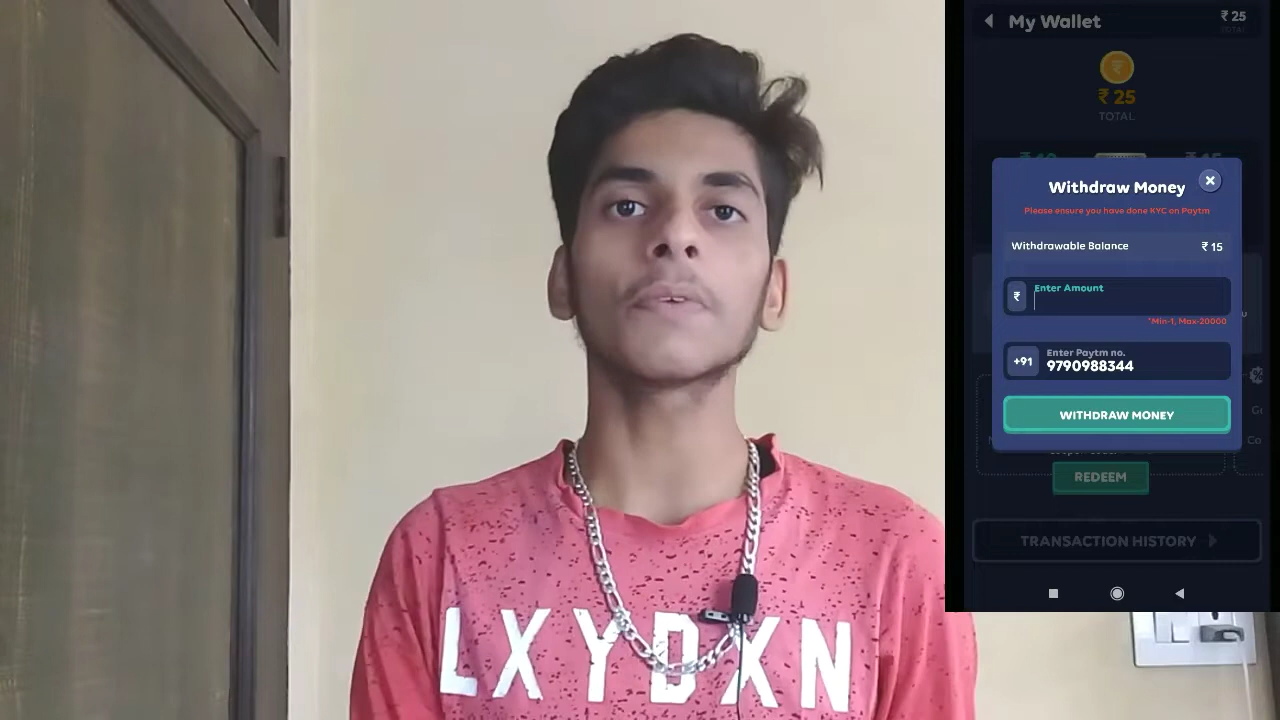 LXYDXN
My Wallet
₹ 25
TOTAL
₹ 25
TOTAL
Withdraw Money
Please ensure you have done KYC on Paytm
Withdrawable Balance
₹ 15
₹
Enter Amount
*Min-1, Max-20000
+91
Enter Paytm no.
9790988344
WITHDRAW MONEY
REDEEM
TRANSACTION HISTORY